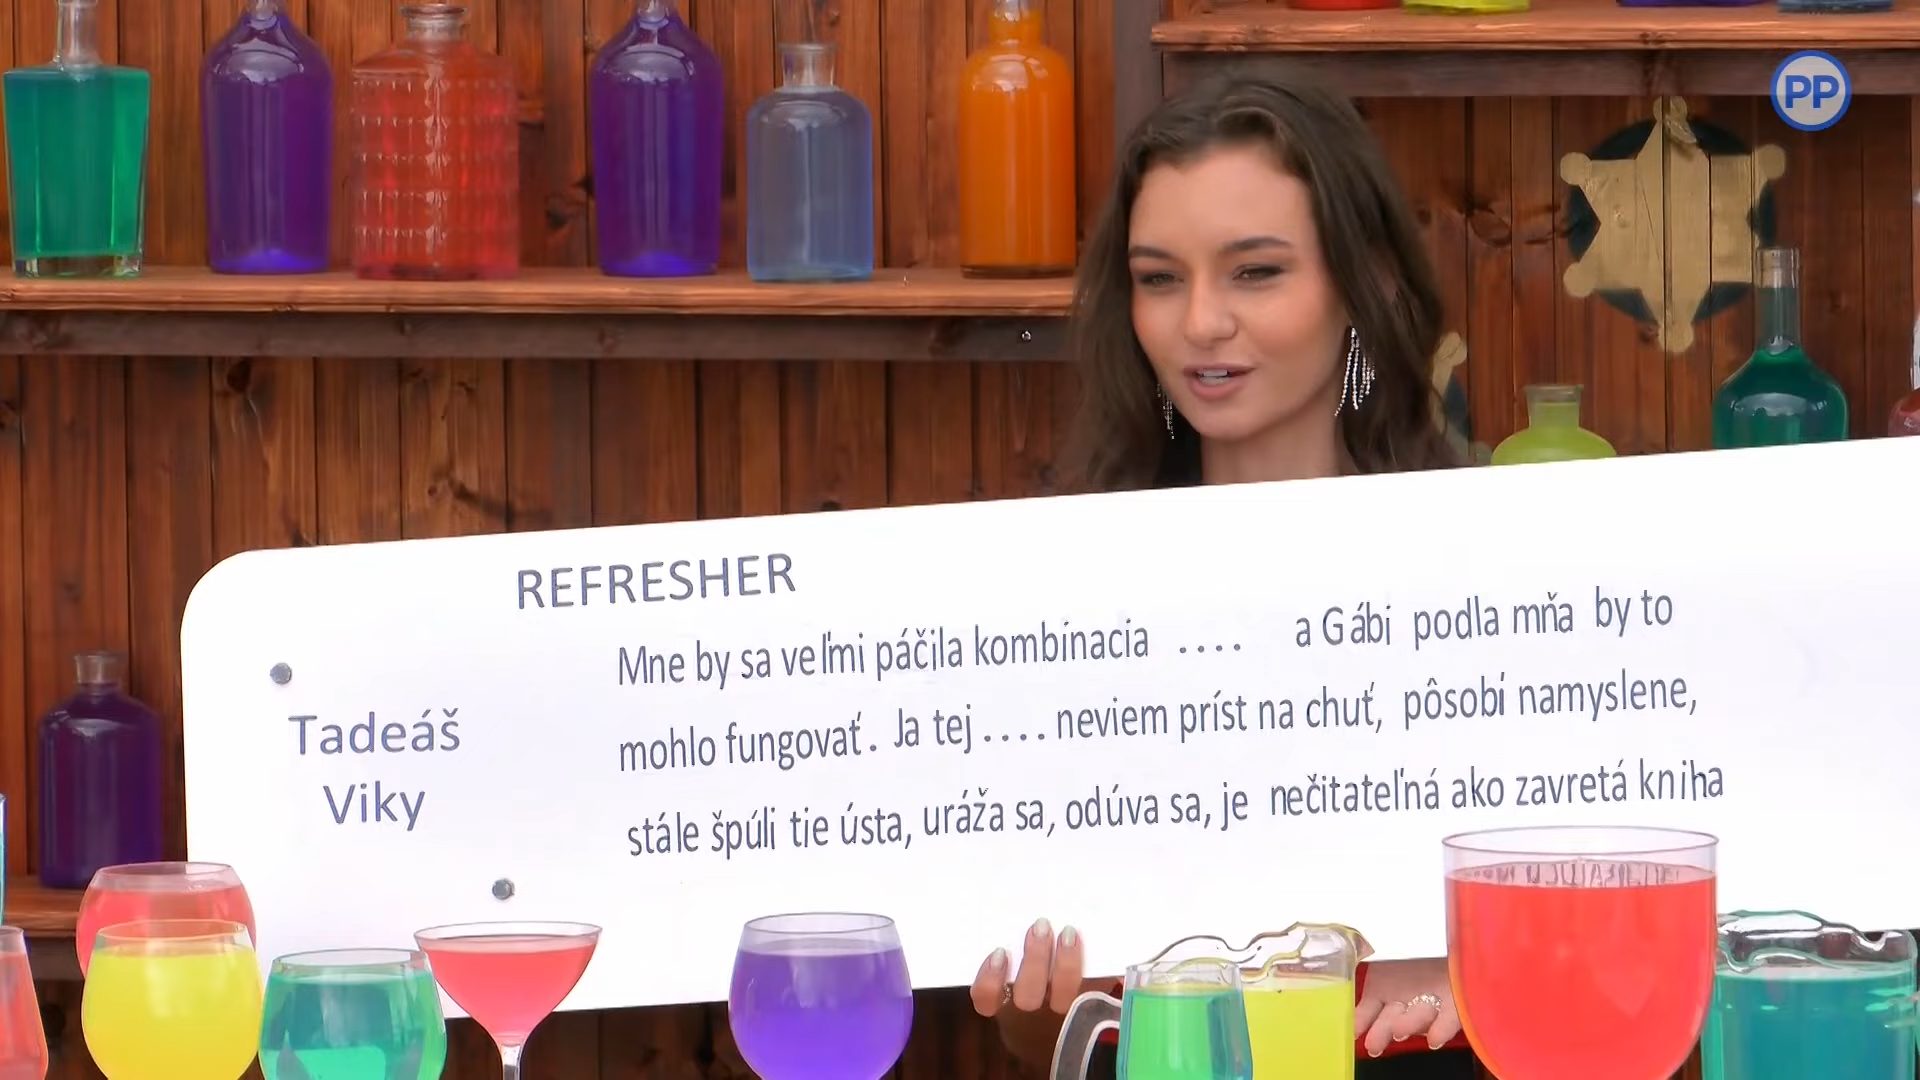 PP
REFRESHER
Tadeáš
Viky
Mne by sa veľmi páčila kombinacia .... a Gábi podla mňa by to
mohlo fungovať. Ja tej .... neviem príst na chuť, pôsobí namyslene,
stále špúli tie ústa, uráža sa, odúva sa, je nečitateľná ako zavretá kniha